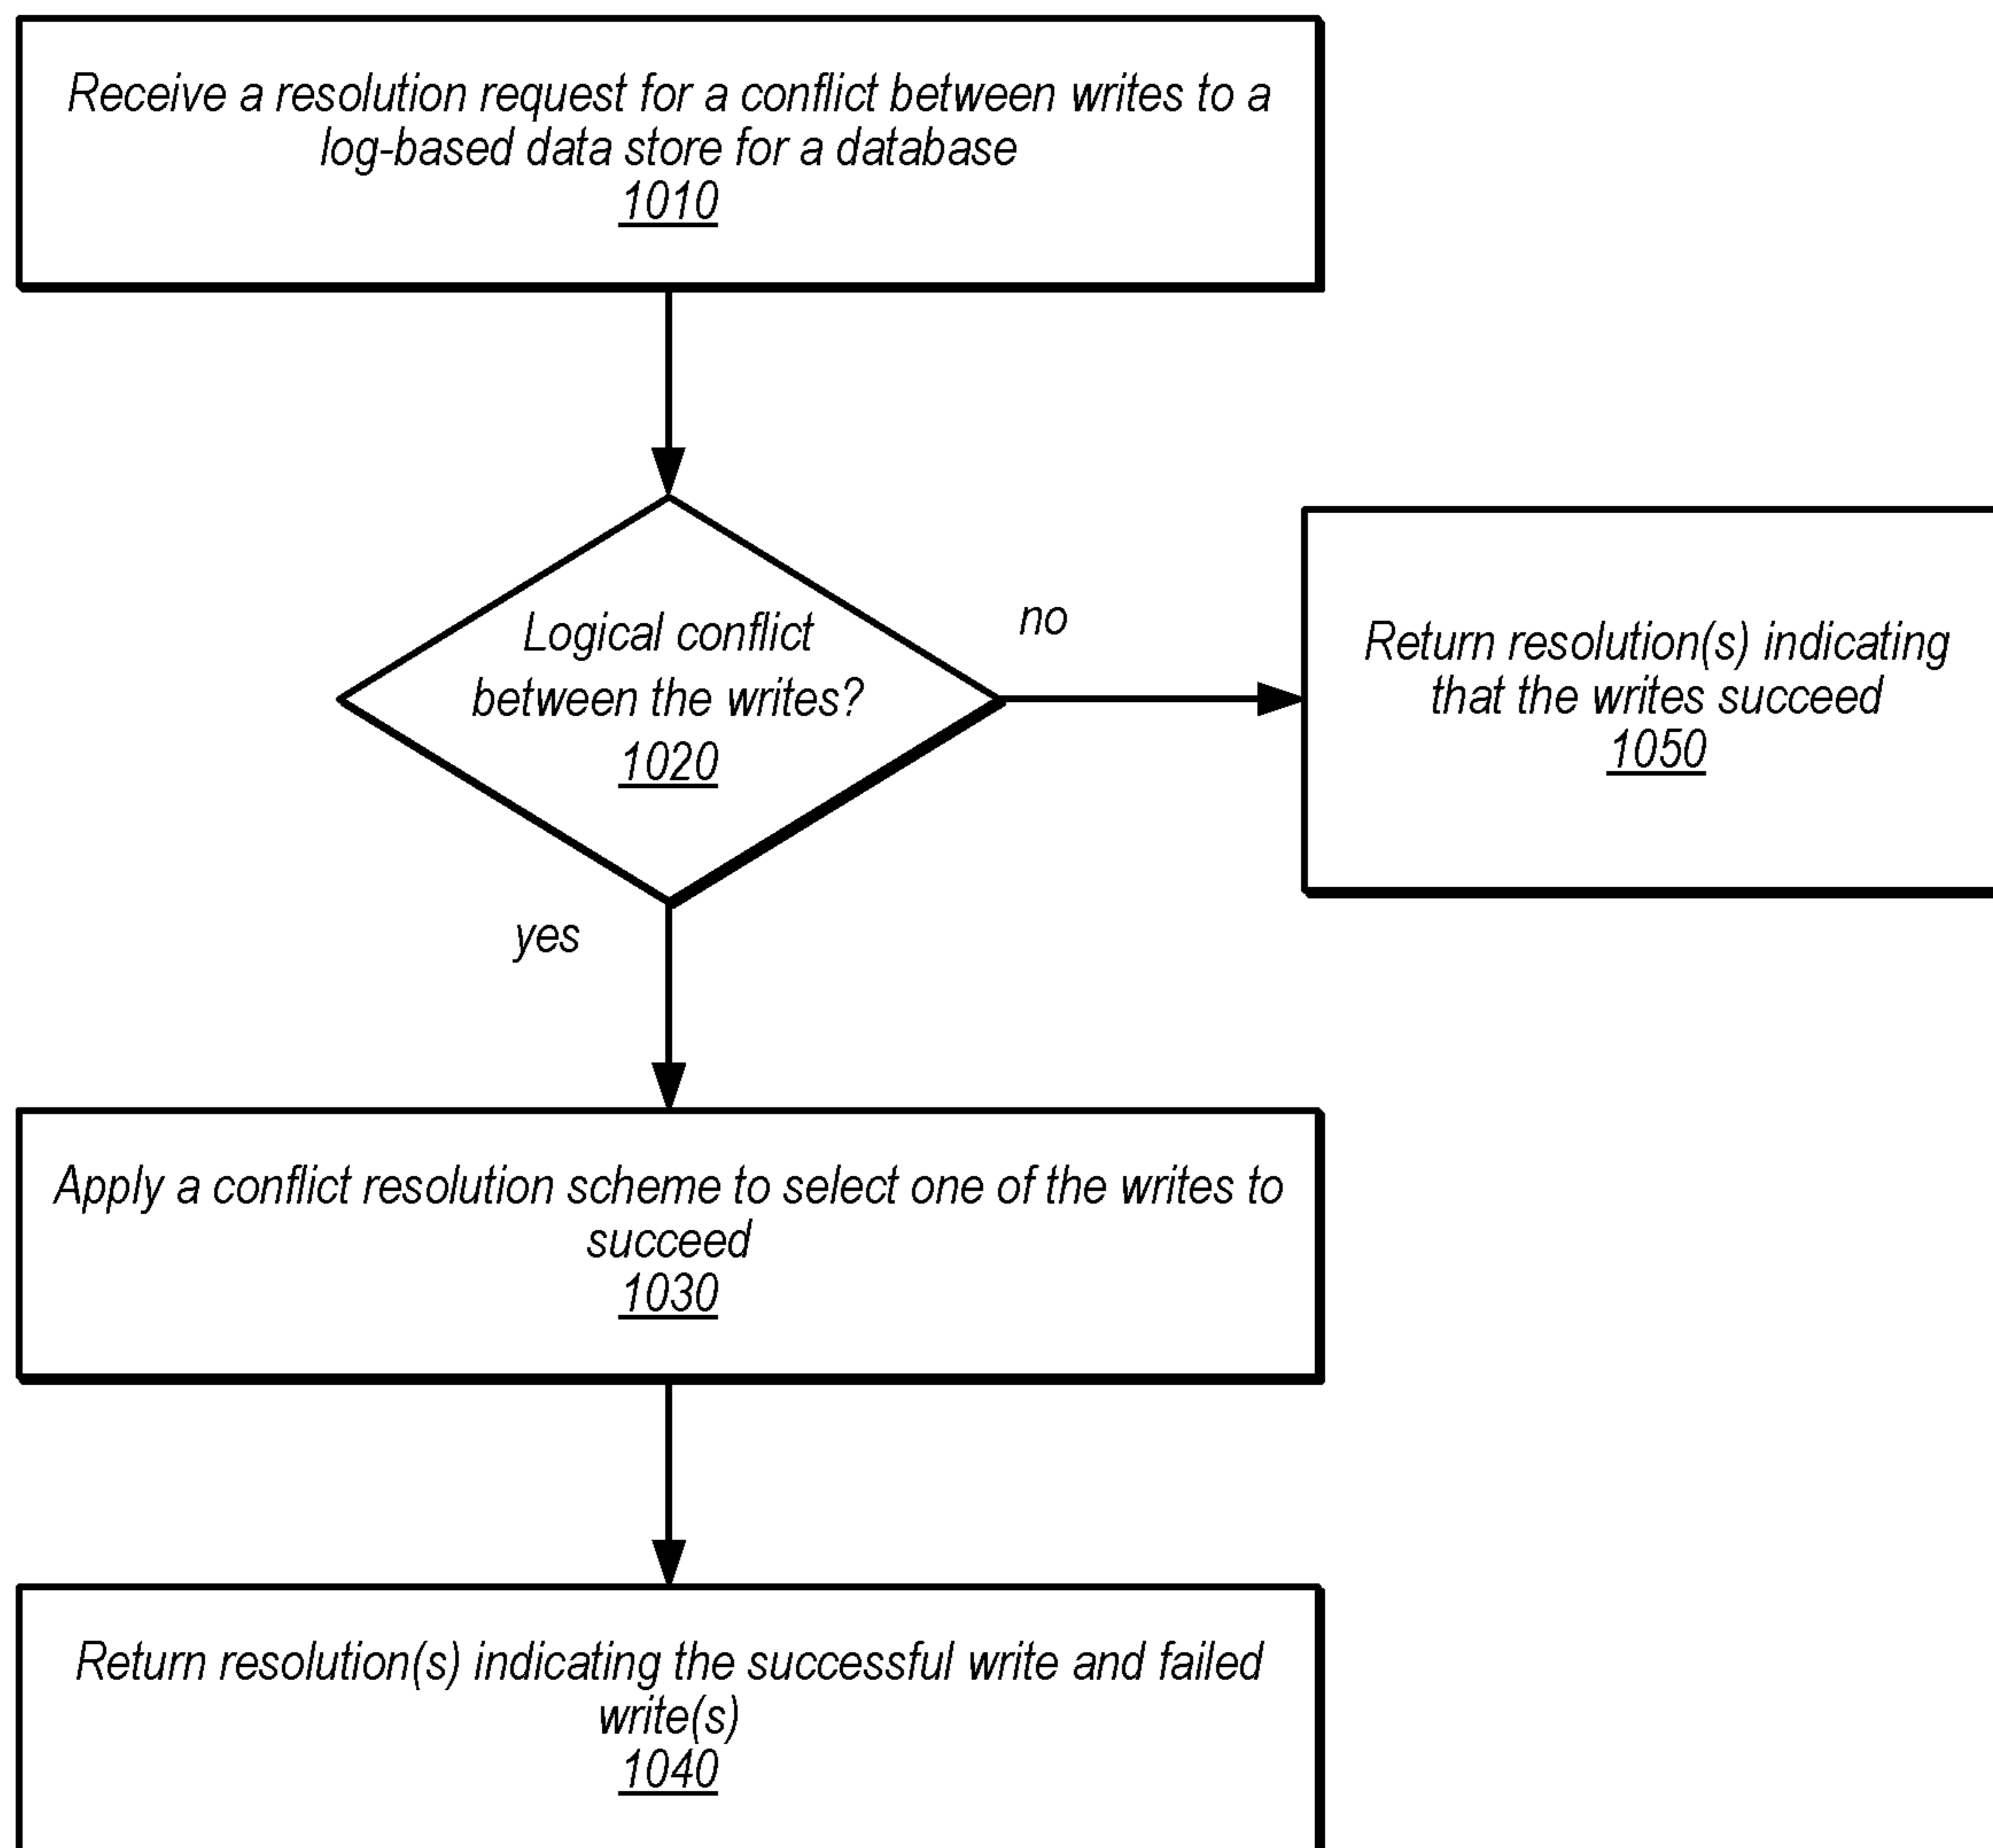 Receive a resolution request for a conflict between writes to a
log-based data store for a database
1010
Logical conflict
between the writes?
1020
no
Return resolution(s) indicating
that the writes succeed
1050
yes
Apply a conflict resolution scheme to select one of the writes to
succeed
1030
Return resolution(s) indicating the successful write and failed
write(s)
1040